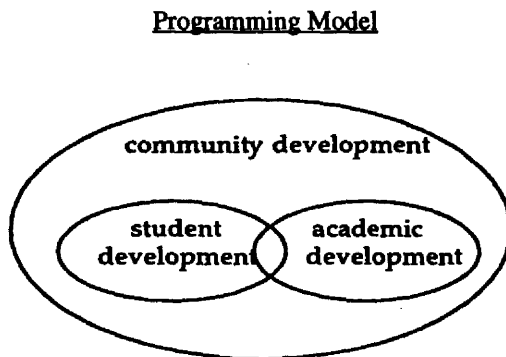 Programming Model
community development
student
development
academic
development